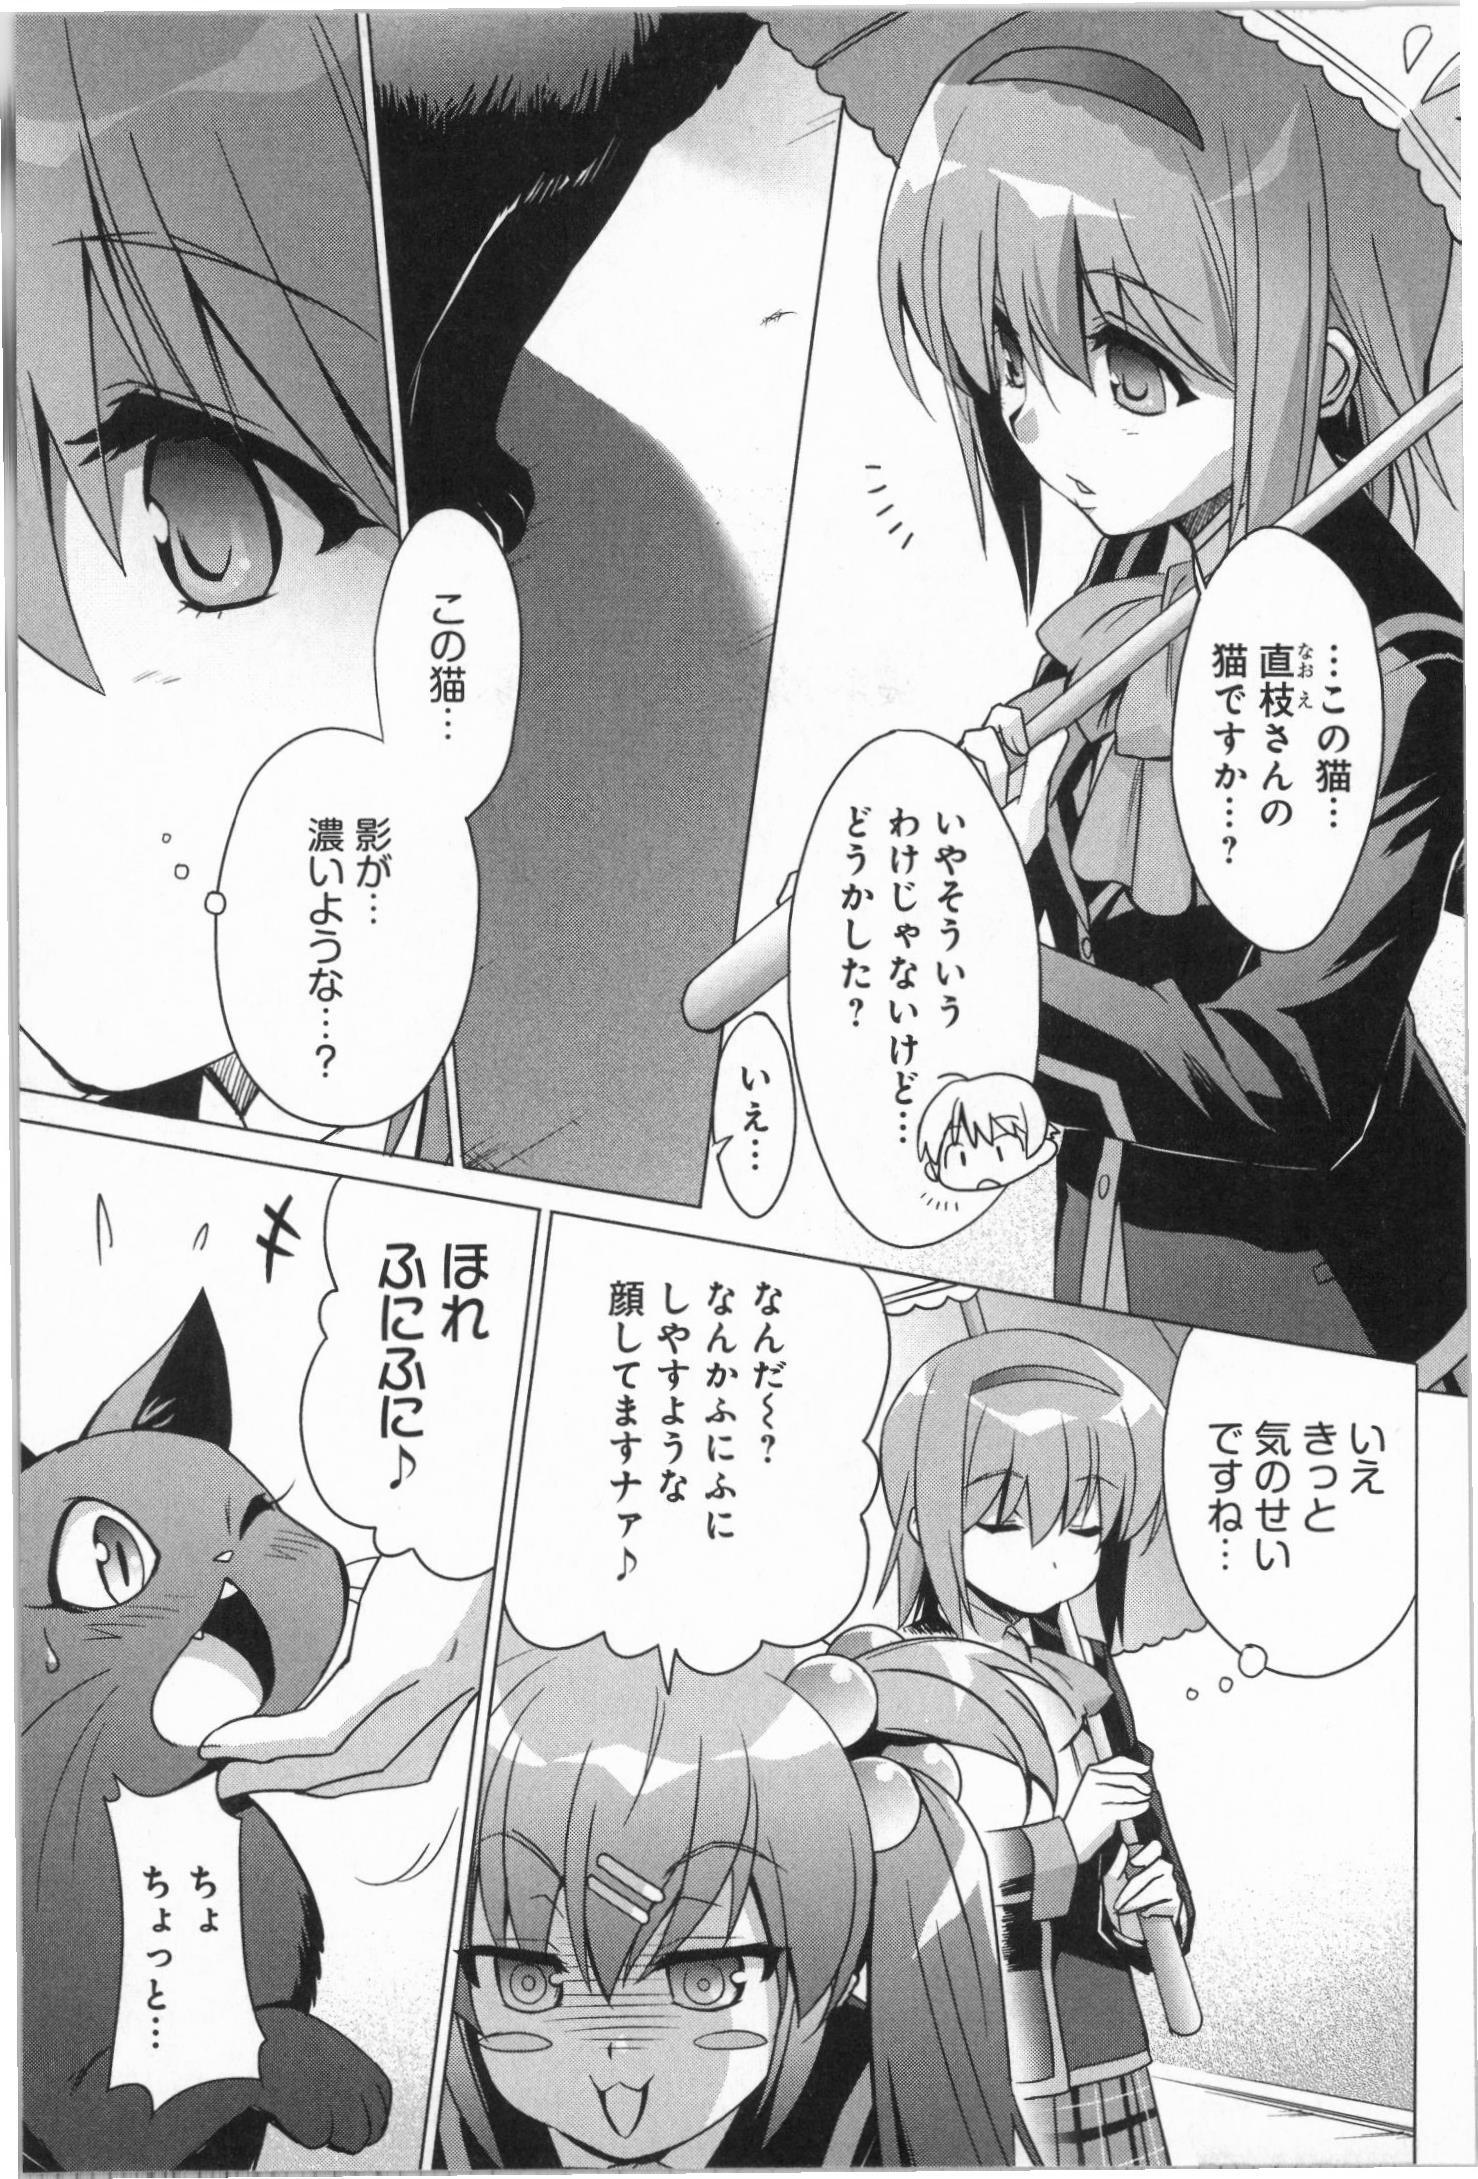 …この猫…
直枝さんの
猫ですか…?
なおえ
いやそういう
わけじゃないけど…
どうかした?
いえ…
この猫…
影が…
濃いような…?
いえ
きっと
気のせい
ですね…
なんだ〜?
なんかふにふに
しやすような
顔してますナァ♪
ほれ
ふにふに♪
ちょ
ちょっと…